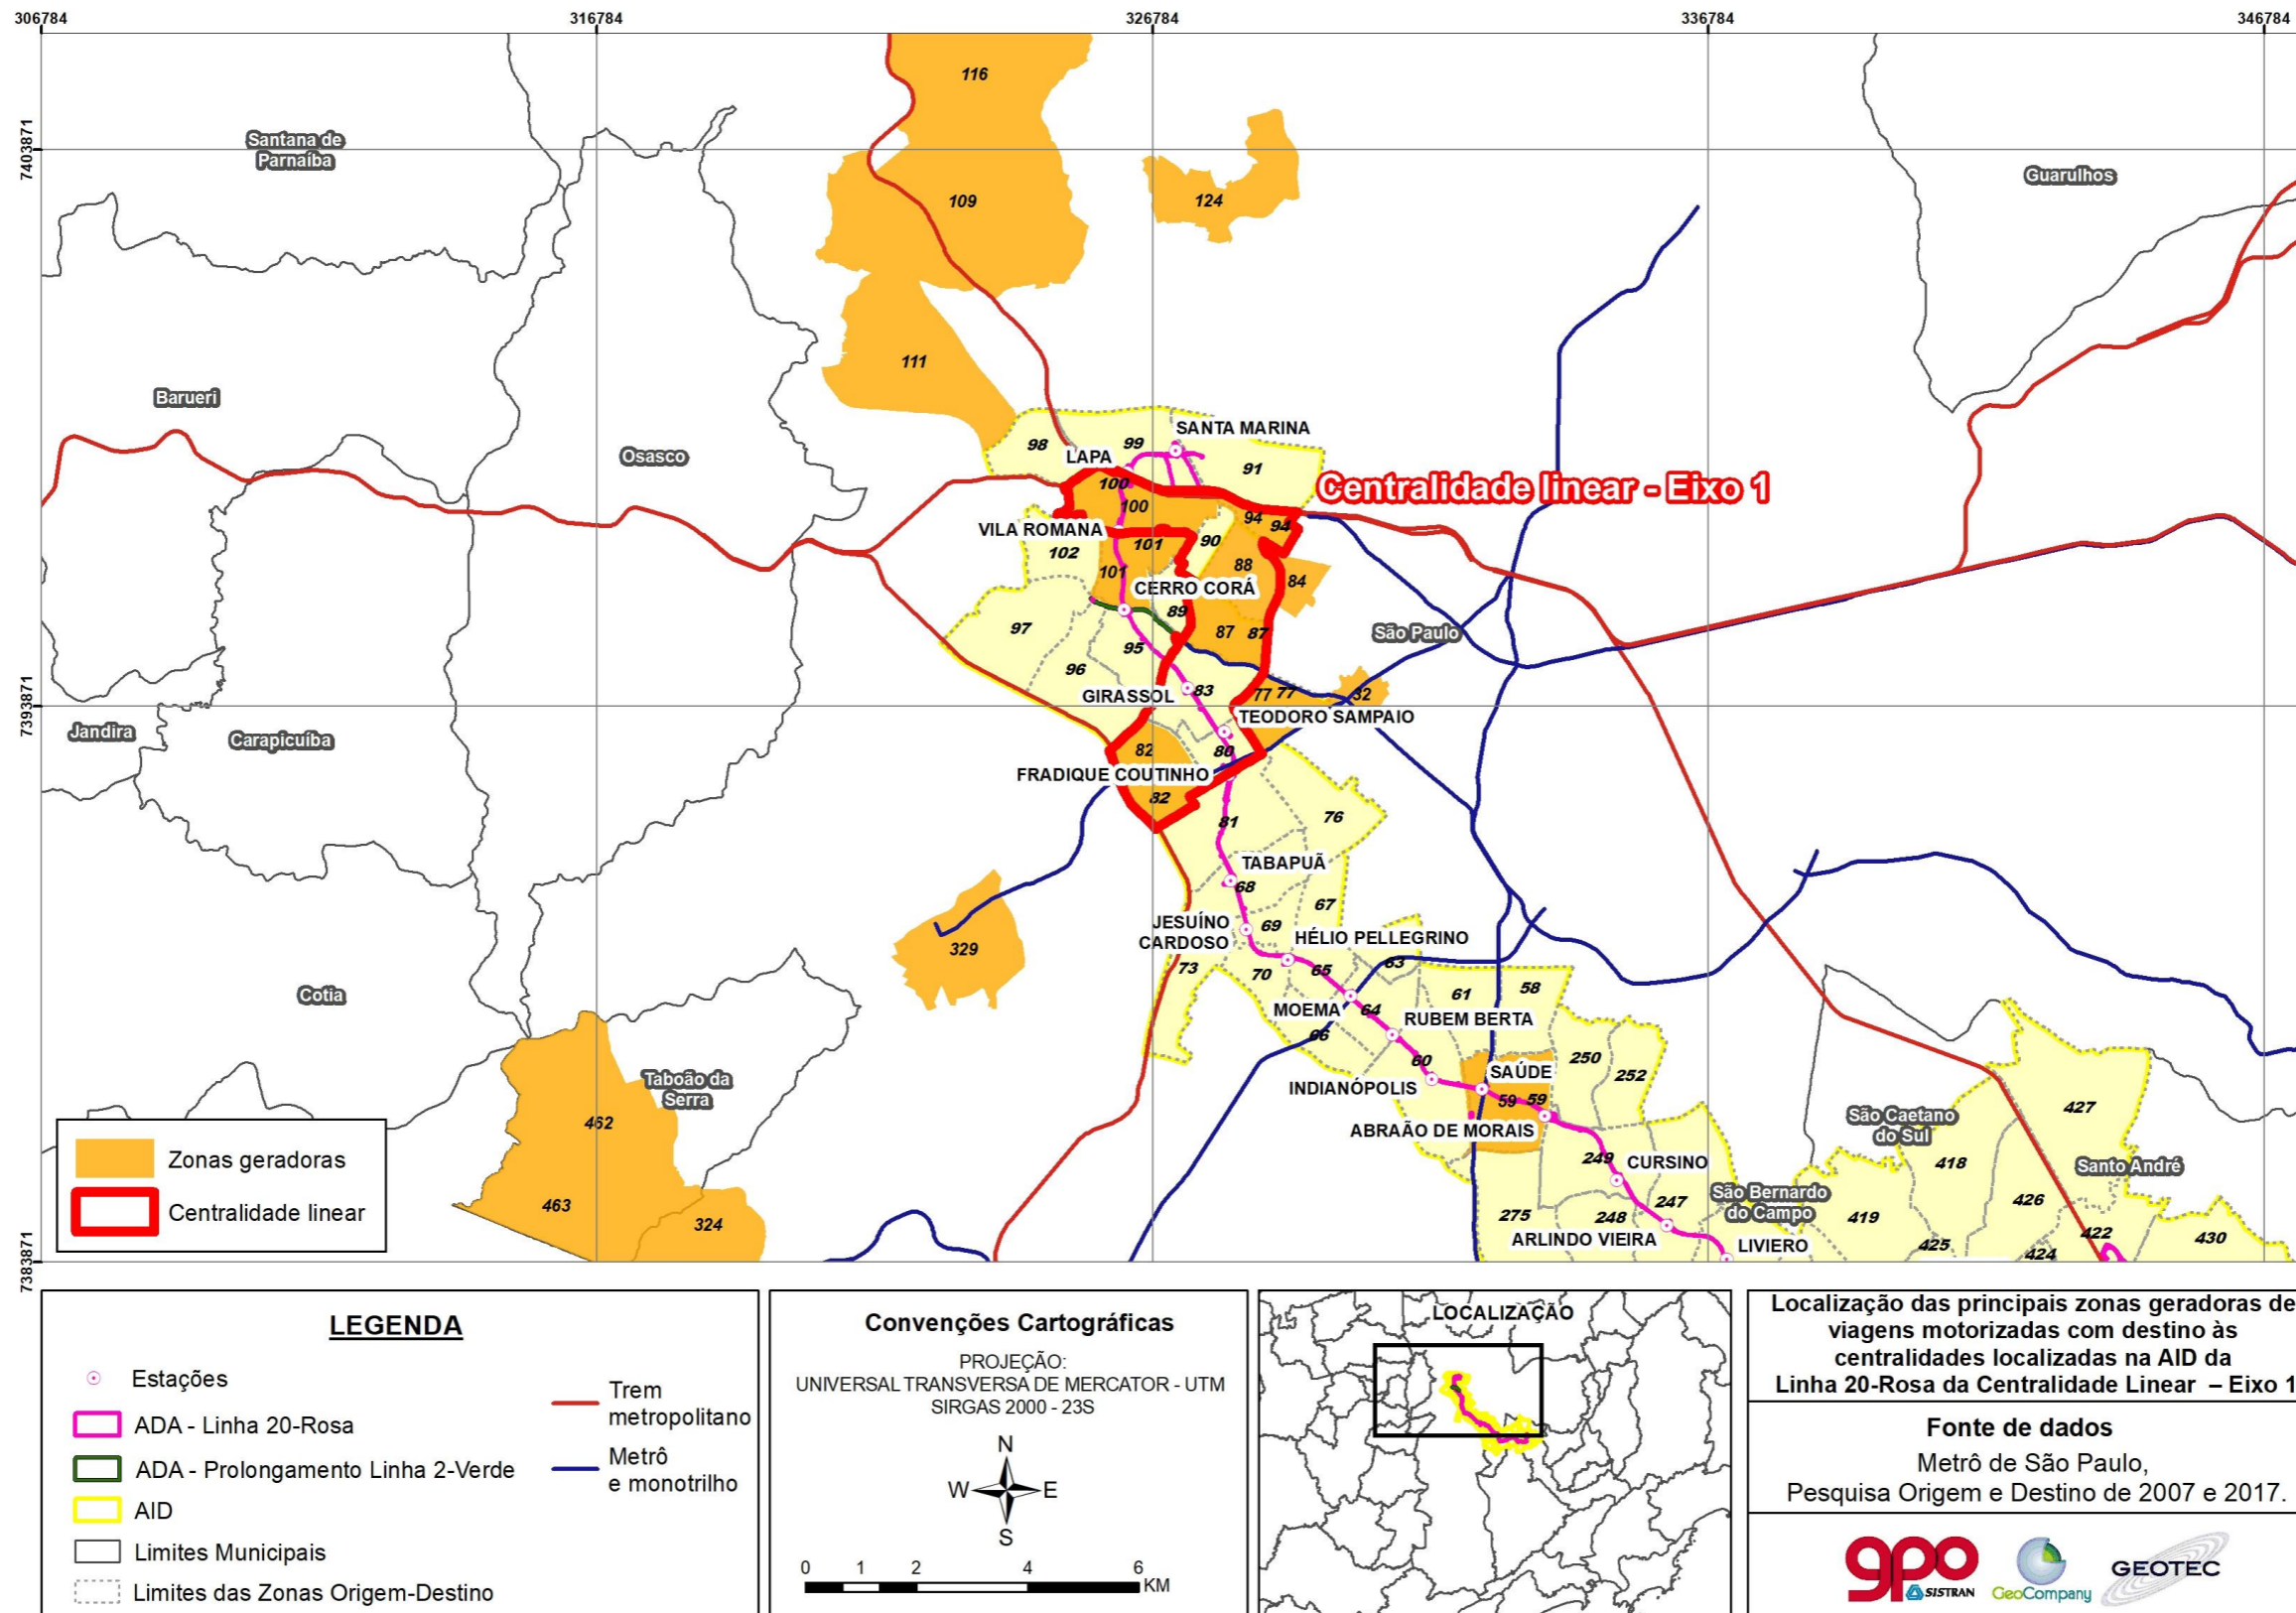 306784
316784
326784
336784
346784
7403871
7393871
7383871
116
Santana de
Parnaíba
109
124
Guarulhos
111
Barueri
Osasco
SANTA MARINA
98
99
LAPA
91
100
100
Centralidade linear - Eixo 1
94
94
VILA ROMANA
101
90
102
88
101
84
CERRO CORÁ
89
97
87
87
São Paulo
95
96
83
77
77
32
GIRASSOL
TEODORO SAMPAIO
Jandira
Carapicuíba
82
80
FRADIQUE COUTINHO
82
81
76
TABAPUÃ
68
67
JESUÍNO
CARDOSO
69
HÉLIO PELLEGRINO
329
73
70
65
63
Cotia
61
58
MOEMA
64
RUBEM BERTA
66
60
250
SAÚDE
252
INDIANÓPOLIS
Taboão da
Serra
59
59
462
ABRAÃO DE MORAIS
São Caetano
do Sul
427
249
CURSINO
418
Santo André
463
324
275
248
247
São Bernardo
do Campo
419
426
422
430
ARLINDO VIEIRA
LIVIERO
425
424
Zonas geradoras
Centralidade linear
LEGENDA
Estações
ADA - Linha 20-Rosa
ADA - Prolongamento Linha 2-Verde
AID
Limites Municipais
Limites das Zonas Origem-Destino
Trem
metropolitano
Metrô
e monotrilho
Convenções Cartográficas
PROJEÇÃO:
UNIVERSAL TRANSVERSA DE MERCATOR - UTM
SIRGAS 2000 - 23S
N
W
E
S
0 1 2 4 6
KM
LOCALIZAÇÃO
Localização das principais zonas geradoras de
viagens motorizadas com destino às
centralidades localizadas na AID da
Linha 20-Rosa da Centralidade Linear – Eixo 1
Fonte de dados
Metrô de São Paulo,
Pesquisa Origem e Destino de 2007 e 2017.
gpo
SISTRAN
GeoCompany
GEOTEC